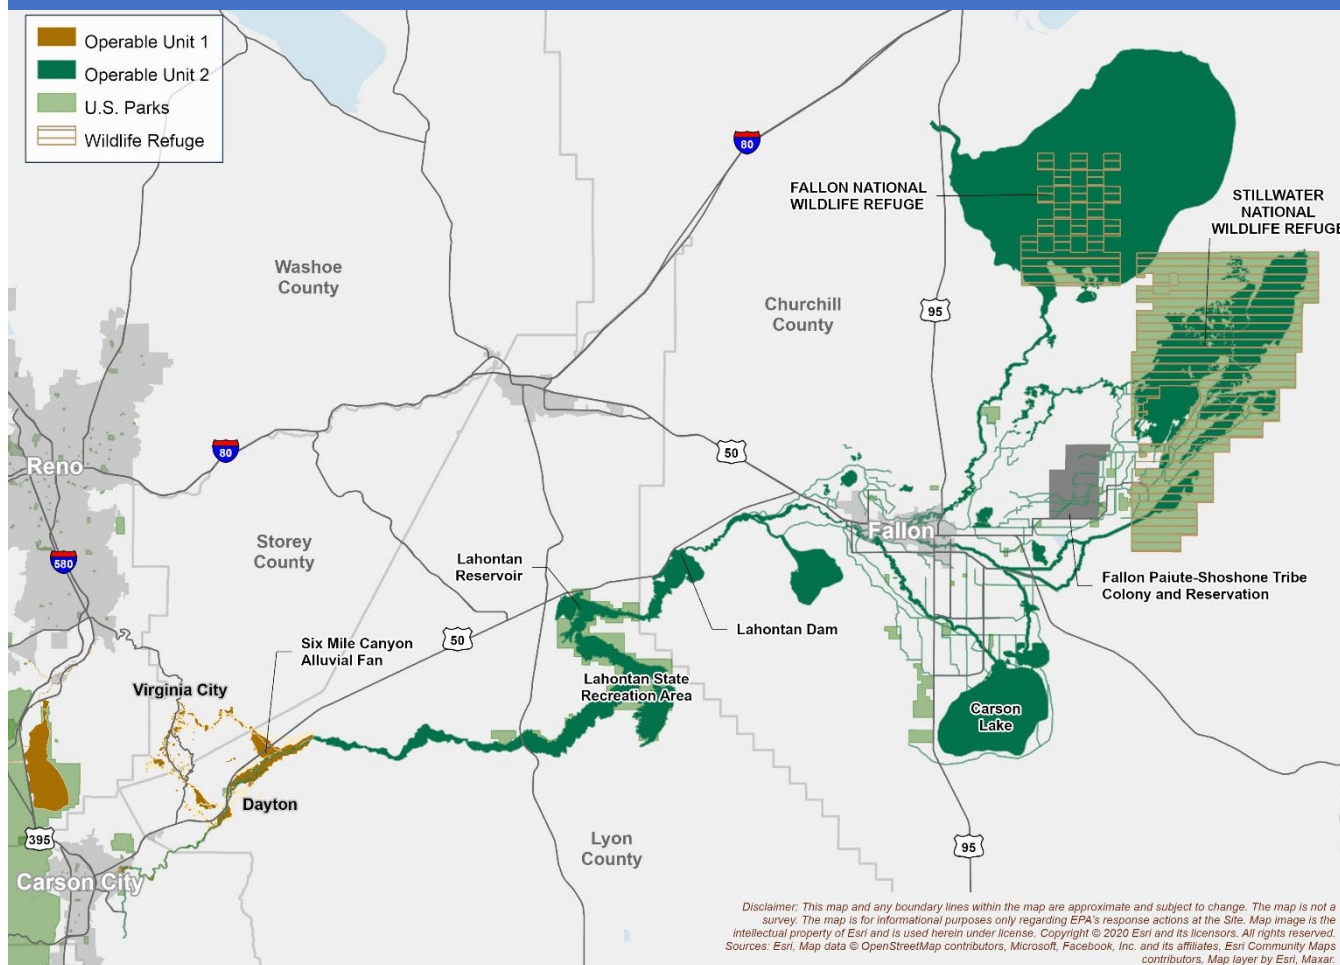 Operable Unit 1
Operable Unit 2
U.S. Parks
Wildlife Refuge
80
FALLON NATIONAL
WILDLIFE REFUGE
STILLWATER
NATIONAL
WILDLIFE REFUGE
Washoe
County
Churchill
County
95
Reno
80
50
Fallon
Storey
County
580
Lahontan
Reservoir
Fallon Paiute-Shoshone Tribe
Colony and Reservation
Lahontan Dam
50
Six Mile Canyon
Alluvial Fan
Virginia City
Lahontan State
Recreation Area
Carson
Lake
Dayton
395
Lyon
County
95
Carson City
Disclaimer: This map and any boundary lines within the map are approximate and subject to change. The map is not a
survey. The map is for informational purposes only regarding EPA's response actions at the Site. Map image is the
intellectual property of Esri and is used herein under license. Copyright © 2020 Esri and its licensors. All rights reserved.
Sources: Esri, Map data © OpenStreetMap contributors, Microsoft, Facebook, Inc. and its affiliates, Esri Community Maps
contributors, Map layer by Esri, Maxar.